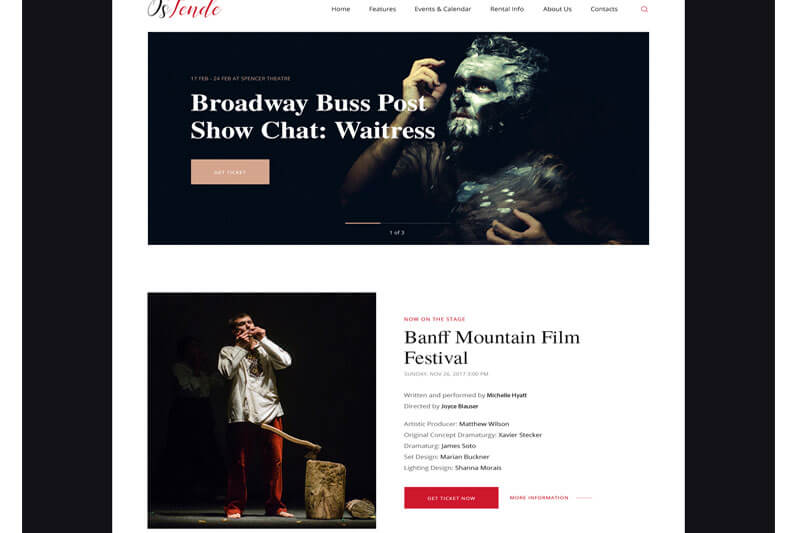 OsTende
Home Features Events & Calendar Rental Info About Us Contacts
17 FEB - 24 FEB AT SPENCER THEATRE
Broadway Buss Post
Show Chat: Waitress
GET TICKET
1 of 3
NOW ON THE STAGE
Banff Mountain Film
Festival
SUNDAY, NOV 26, 2017 3:00 PM
Written and performed by Michelle Hyatt
Directed by Joyce Blauser
Artistic Producer: Matthew Wilson
Original Concept Dramaturgy: Xavier Stecker
Dramaturg: James Soto
Set Design: Marian Buckner
Lighting Design: Shanna Morais
GET TICKET NOW MORE INFORMATION